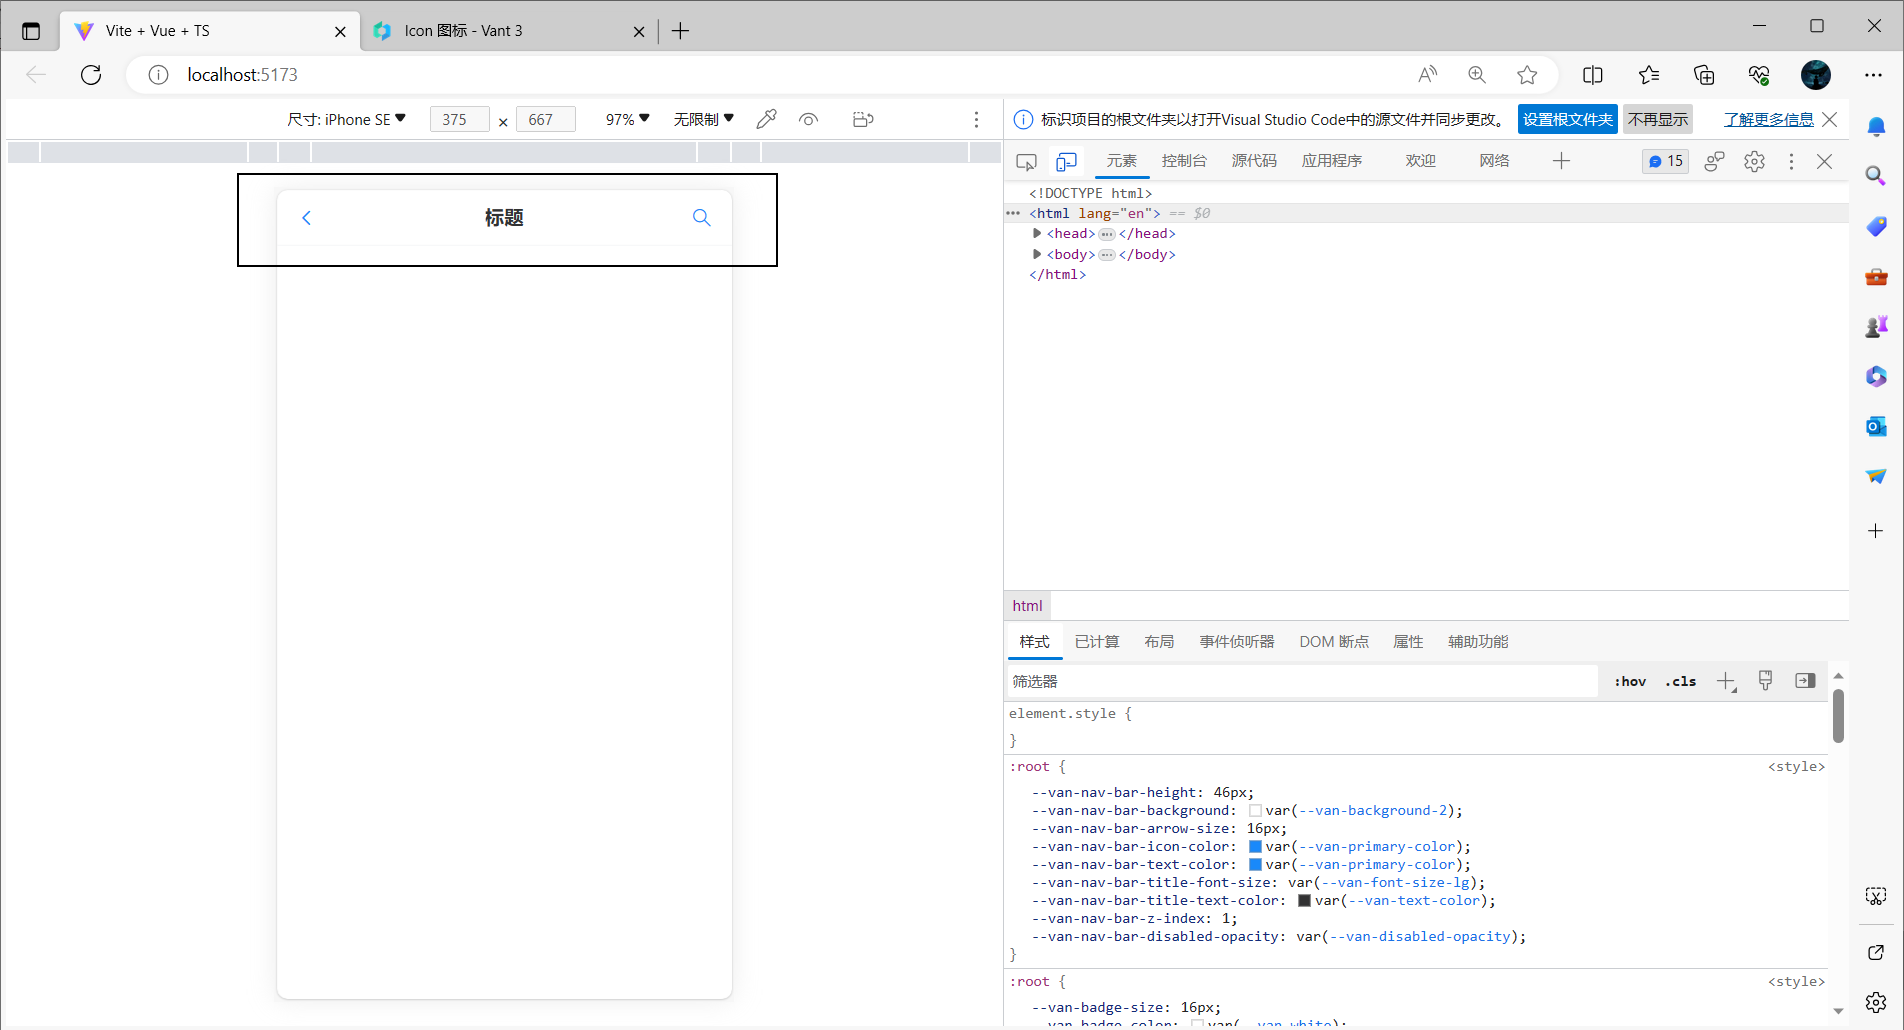 Vite + Vue + TS
Icon 图标 - Vant 3
localhost:5173
尺寸: iPhone SE
375
×
667
97%
无限制
标识项目的根文件夹以打开Visual Studio Code中的源文件并同步更改。
设置根文件夹
不再显示
了解更多信息
元素
控制台
源代码
应用程序
欢迎
网络
15
标题
<!DOCTYPE html>
<html lang="en"> == $0
<head> ··· </head>
<body> ··· </body>
</html>
html
样式
已计算
布局
事件侦听器
DOM 断点
属性
辅助功能
筛选器
:hov
.cls
element.style {
}
:root {
<style>
--van-nav-bar-height: 46px;
--van-nav-bar-background: var(--van-background-2);
--van-nav-bar-arrow-size: 16px;
--van-nav-bar-icon-color: var(--van-primary-color);
--van-nav-bar-text-color: var(--van-primary-color);
--van-nav-bar-title-font-size: var(--van-font-size-lg);
--van-nav-bar-title-text-color: var(--van-text-color);
--van-nav-bar-z-index: 1;
--van-nav-bar-disabled-opacity: var(--van-disabled-opacity);
}
:root {
<style>
--van-badge-size: 16px;
--van-badge-color: var(--van-white);